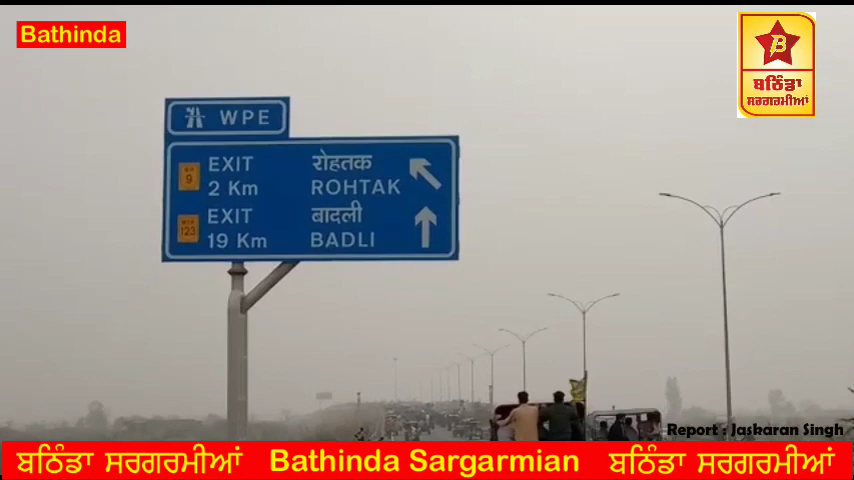 Bathinda
B
ਬਠਿੰਡਾ
ਸਰਗਰਮੀਆਂ
WPE
9
EXIT रोहतक
2 Km ROHTAK
123
EXIT बादली
19 Km BADLI
Report : Jaskaran Singh
ਬਠਿੰਡਾ ਸਰਗਰਮੀਆਂ Bathinda Sargarmian ਬਠਿੰਡਾ ਸਰਗਰਮੀਆਂ